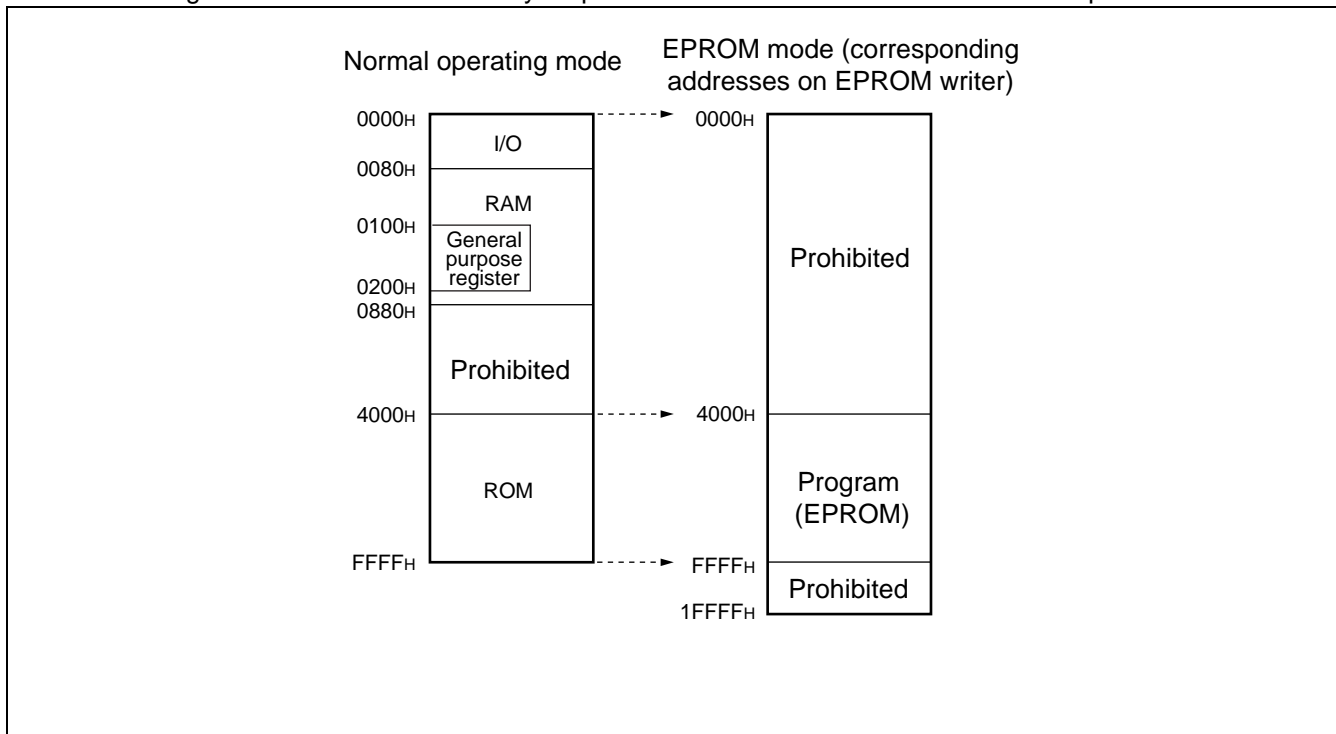 Normal operating mode
0000H
I/O
0080H
RAM
0100H
General
purpose
register
0200H
0880H
Prohibited
4000H
ROM
FFFFH
EPROM mode (corresponding
addresses on EPROM writer)
0000H
Prohibited
4000H
Program
(EPROM)
FFFFH
Prohibited
1FFFFH